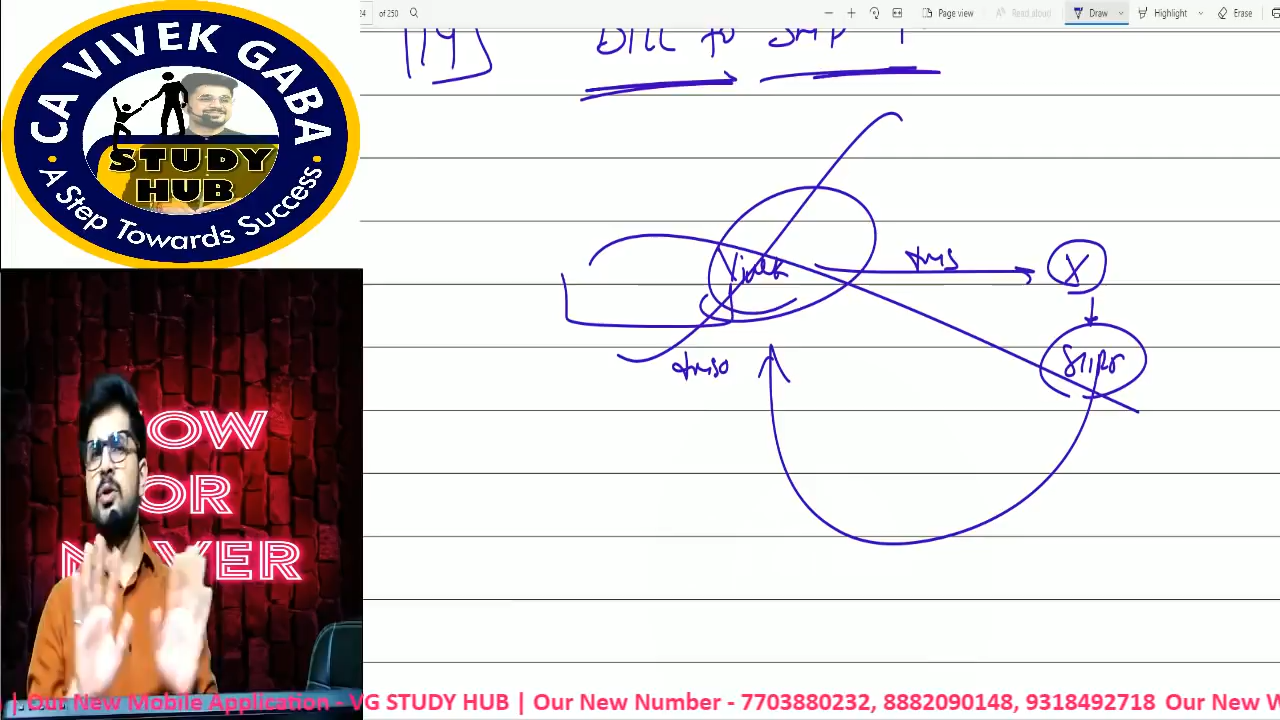 24 of 250
Page view
Read aloud
Draw
Highlight
Erase
CA VIVEK GABA
STUDY
HUB
A Step Towards Success
Bill to Ship T
Vivek
X
OW
OR
N VER
| Our New Mobile Application - VG STUDY HUB | Our New Number - 7703880232, 8882090148, 9318492718 Our New W